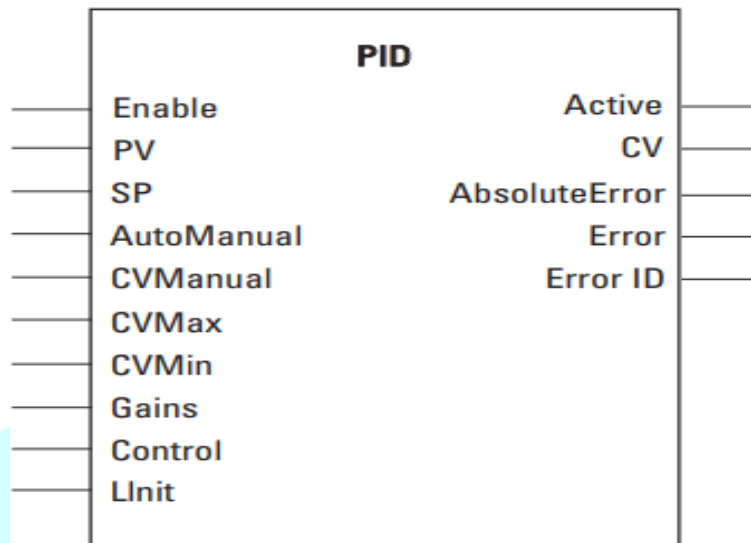 PID
Enable
PV
SP
AutoManual
CVManual
CVMax
CVMin
Gains
Control
LInit
Active
CV
AbsoluteError
Error
Error ID